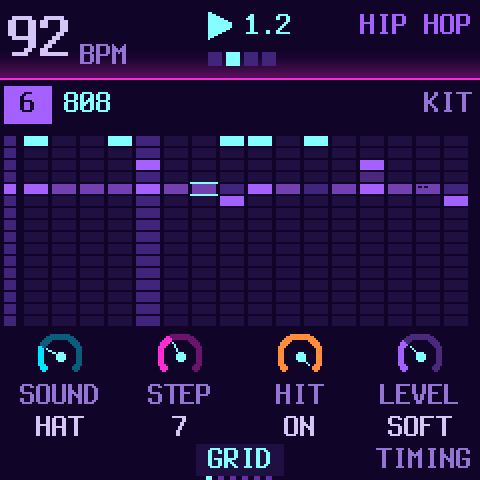 92 BPM
1.2
HIP HOP
6 808 KIT
SOUND STEP HIT LEVEL
HAT 7 ON SOFT
GRID TIMING